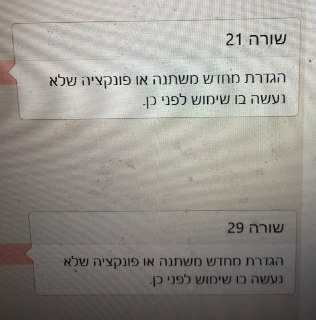 שורה 21
הגדרת מחדש משתנה או פונקציה שלא
נעשה בו שימוש לפני כן.
שורה 29
הגדרת מחדש משתנה או פונקציה שלא
נעשה בו שימוש לפני כן.